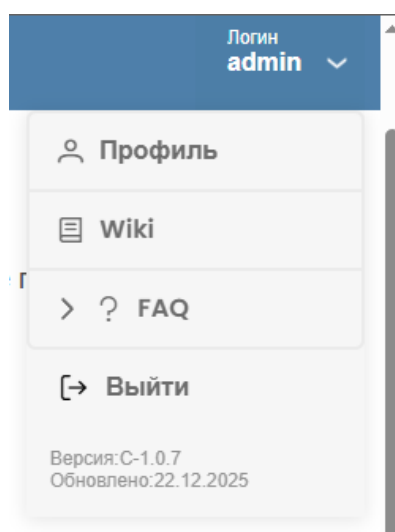 Логин
admin
Профиль
Wiki
FAQ
Выйти
Версия:C-1.0.7
Обновлено:22.12.2025